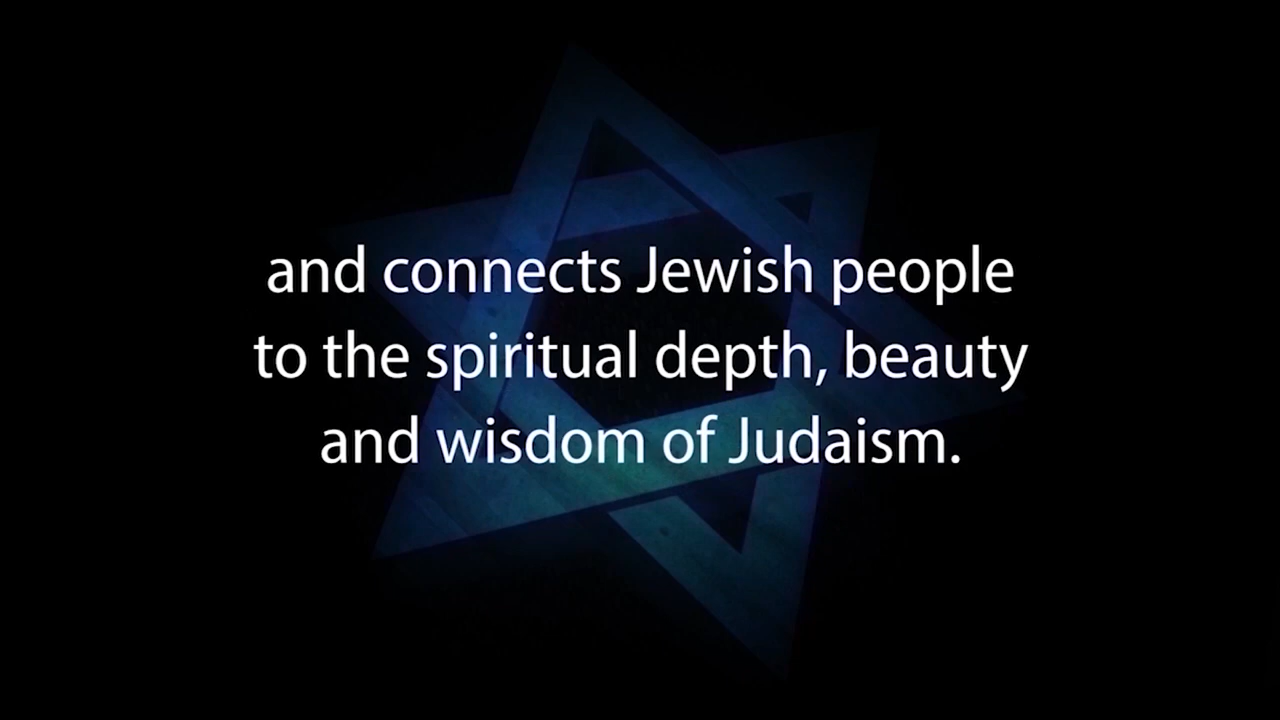 and connects Jewish people
to the spiritual depth, beauty
and wisdom of Judaism.